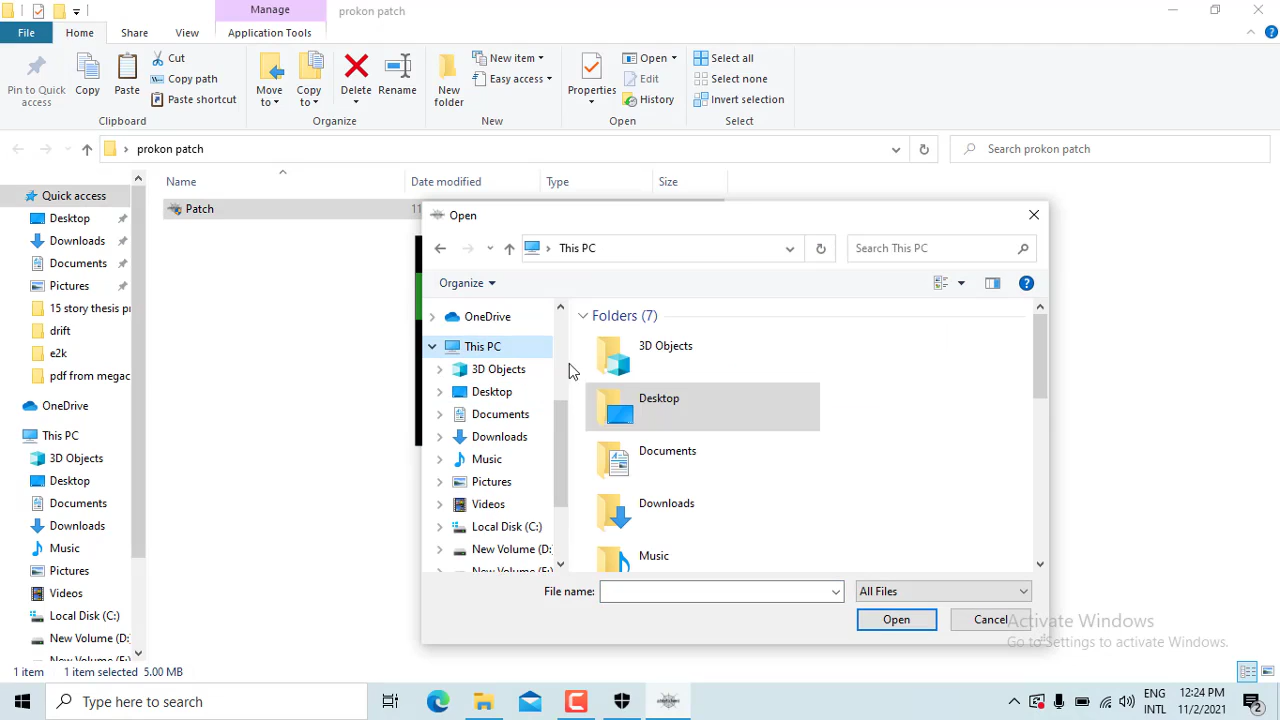 Manage
prokon patch
File
Home
Share
View
Application Tools
Pin to Quick access
Copy
Paste
Cut
Copy path
Paste shortcut
Clipboard
Move to
Copy to
Delete
Rename
Organize
New folder
New item
Easy access
New
Properties
Open
Edit
History
Open
Select all
Select none
Invert selection
Select
prokon patch
Search prokon patch
Name
Date modified
Type
Size
Quick access
Desktop
Downloads
Documents
Pictures
15 story thesis pr
drift
e2k
pdf from megac
OneDrive
This PC
3D Objects
Desktop
Documents
Downloads
Music
Pictures
Videos
Local Disk (C:)
New Volume (D:
New Volume (E:
Patch
11
Open
This PC
Search This PC
Organize
OneDrive
This PC
3D Objects
Desktop
Documents
Downloads
Music
Pictures
Videos
Local Disk (C:)
New Volume (D:
New Volume (E:
Folders (7)
3D Objects
Desktop
Documents
Downloads
Music
File name:
All Files
Open
Cancel
Activate Windows
Go to Settings to activate Windows.
1 item
1 item selected 5.00 MB
Type here to search
ENG
INTL
12:24 PM
11/2/2021
2